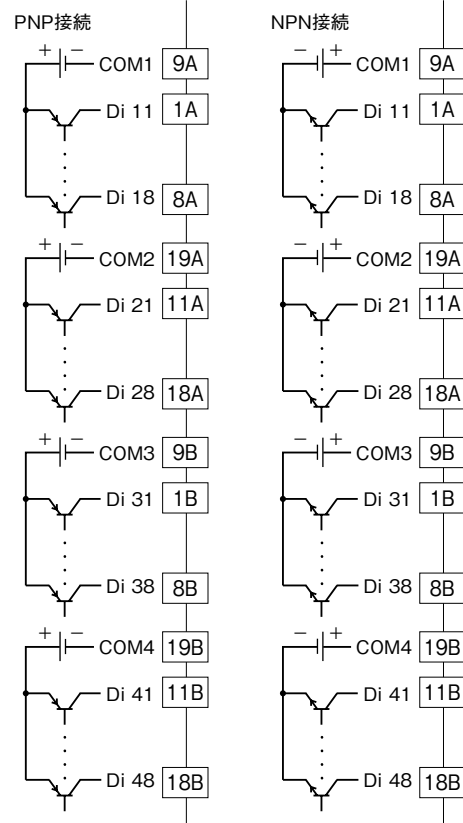 PNP接続
+ −
COM1 9A
Di 11 1A
Di 18 8A
+ −
COM2 19A
Di 21 11A
Di 28 18A
+ −
COM3 9B
Di 31 1B
Di 38 8B
+ −
COM4 19B
Di 41 11B
Di 48 18B
NPN接続
− +
COM1 9A
Di 11 1A
Di 18 8A
− +
COM2 19A
Di 21 11A
Di 28 18A
− +
COM3 9B
Di 31 1B
Di 38 8B
− +
COM4 19B
Di 41 11B
Di 48 18B